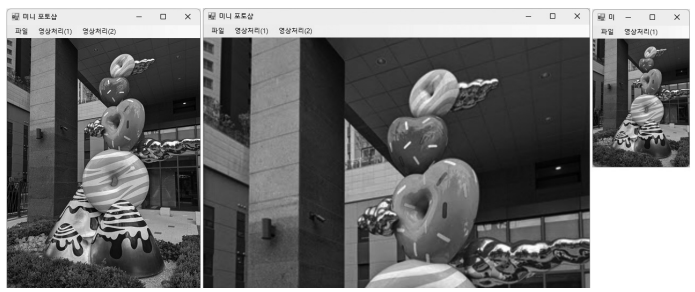 미니 포토샵
파일 영상처리(1) 영상처리(2)
미니 포토샵
파일 영상처리(1) 영상처리(2)
미
파일 영상처리(1)